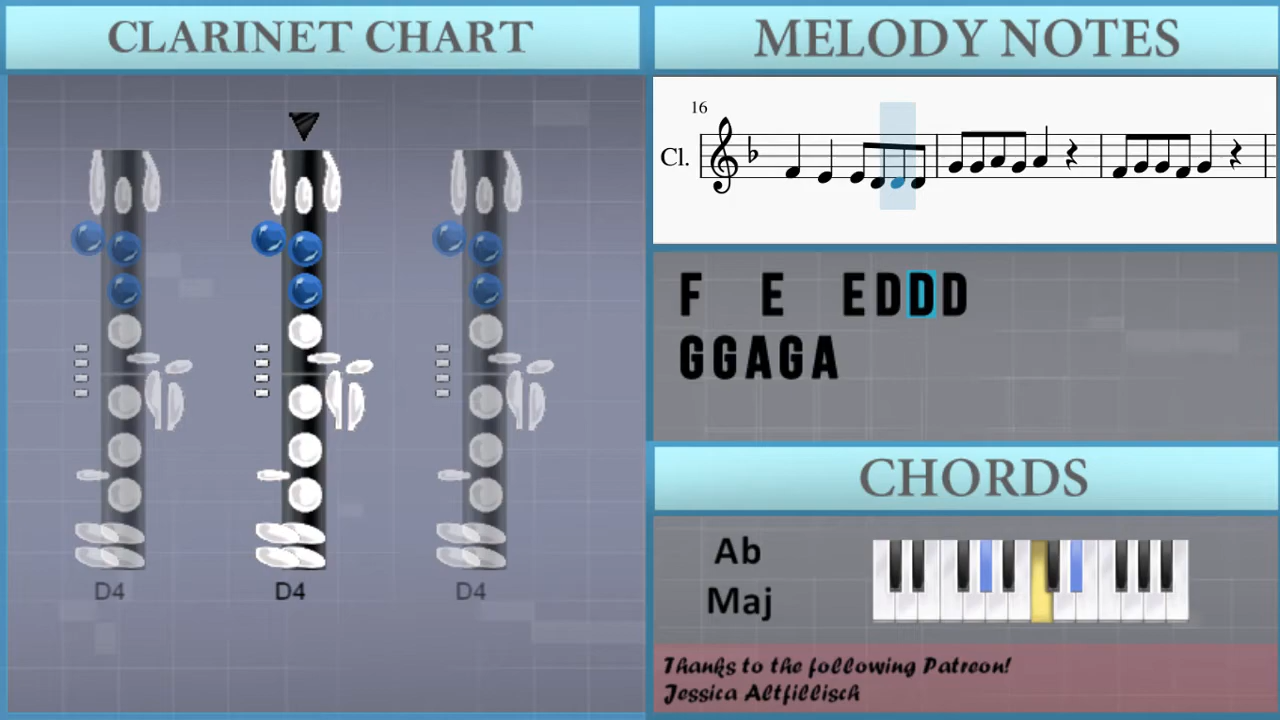 CLARINET CHART
D4 D4 D4
MELODY NOTES
16
Cl.
F E EDDDD
GGAGA
CHORDS
Ab
Maj
Thanks to the following Patreon!
Jessica Altfillisch